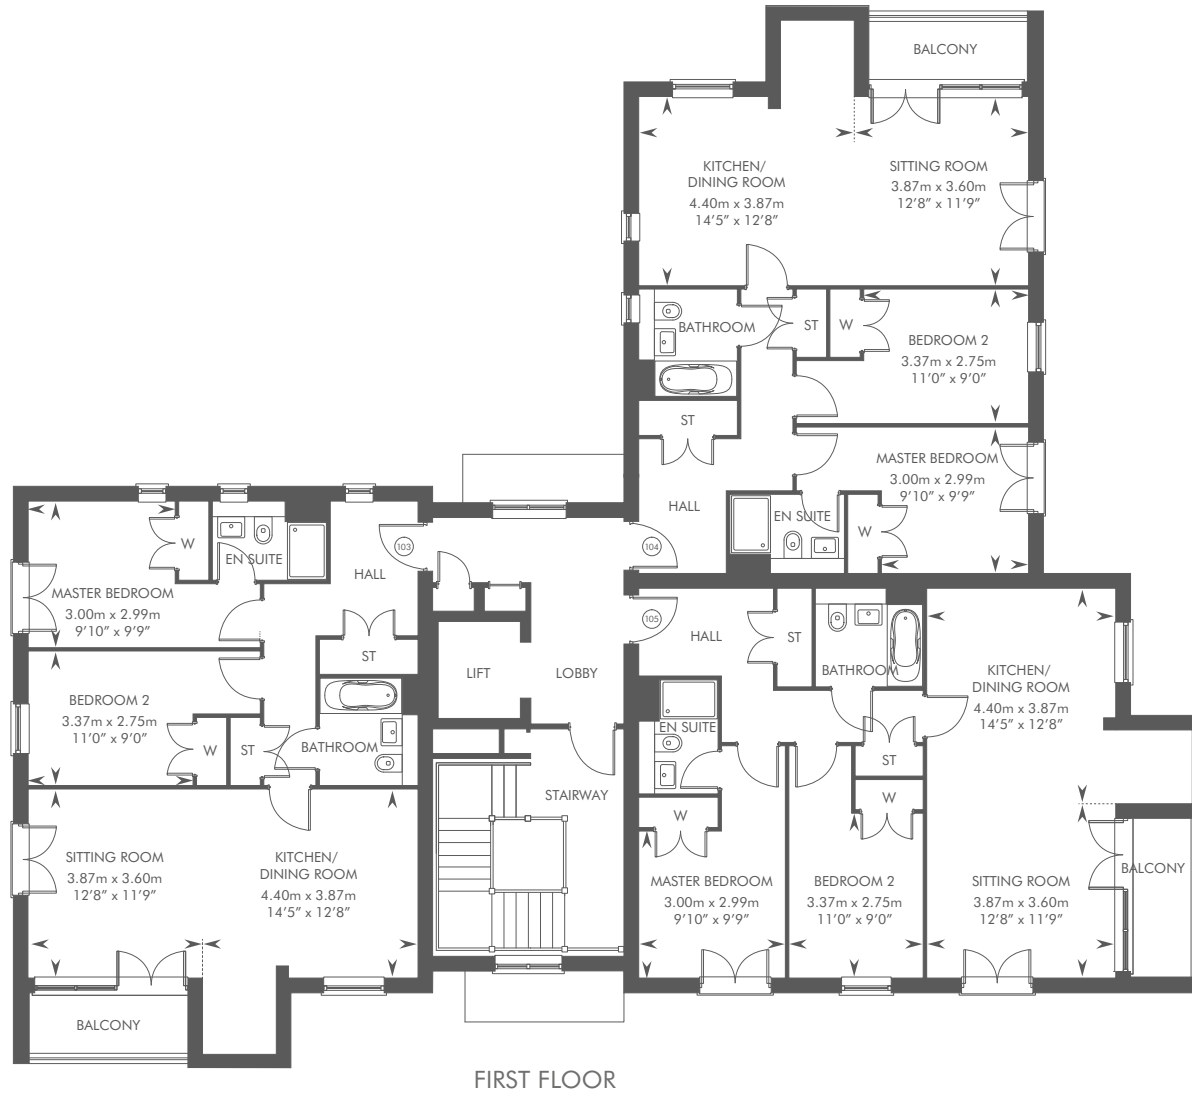 BALCONY
KITCHEN/
DINING ROOM
4.40m x 3.87m
14’5” x 12’8”
SITTING ROOM
3.87m x 3.60m
12’8” x 11’9”
BATHROOM
ST
W
BEDROOM 2
3.37m x 2.75m
11’0” x 9’0”
ST
MASTER BEDROOM
3.00m x 2.99m
9’10” x 9’9”
HALL
EN SUITE
W
104
MASTER BEDROOM
3.00m x 2.99m
9’10” x 9’9”
W
EN SUITE
HALL
103
ST
BEDROOM 2
3.37m x 2.75m
11’0” x 9’0”
W
ST
BATHROOM
SITTING ROOM
3.87m x 3.60m
12’8” x 11’9”
KITCHEN/
DINING ROOM
4.40m x 3.87m
14’5” x 12’8”
BALCONY
LIFT
LOBBY
STAIRWAY
105
HALL
ST
BATHROOM
KITCHEN/
DINING ROOM
4.40m x 3.87m
14’5” x 12’8”
EN SUITE
ST
W
W
MASTER BEDROOM
3.00m x 2.99m
9’10” x 9’9”
BEDROOM 2
3.37m x 2.75m
11’0” x 9’0”
SITTING ROOM
3.87m x 3.60m
12’8” x 11’9”
BALCONY
FIRST FLOOR